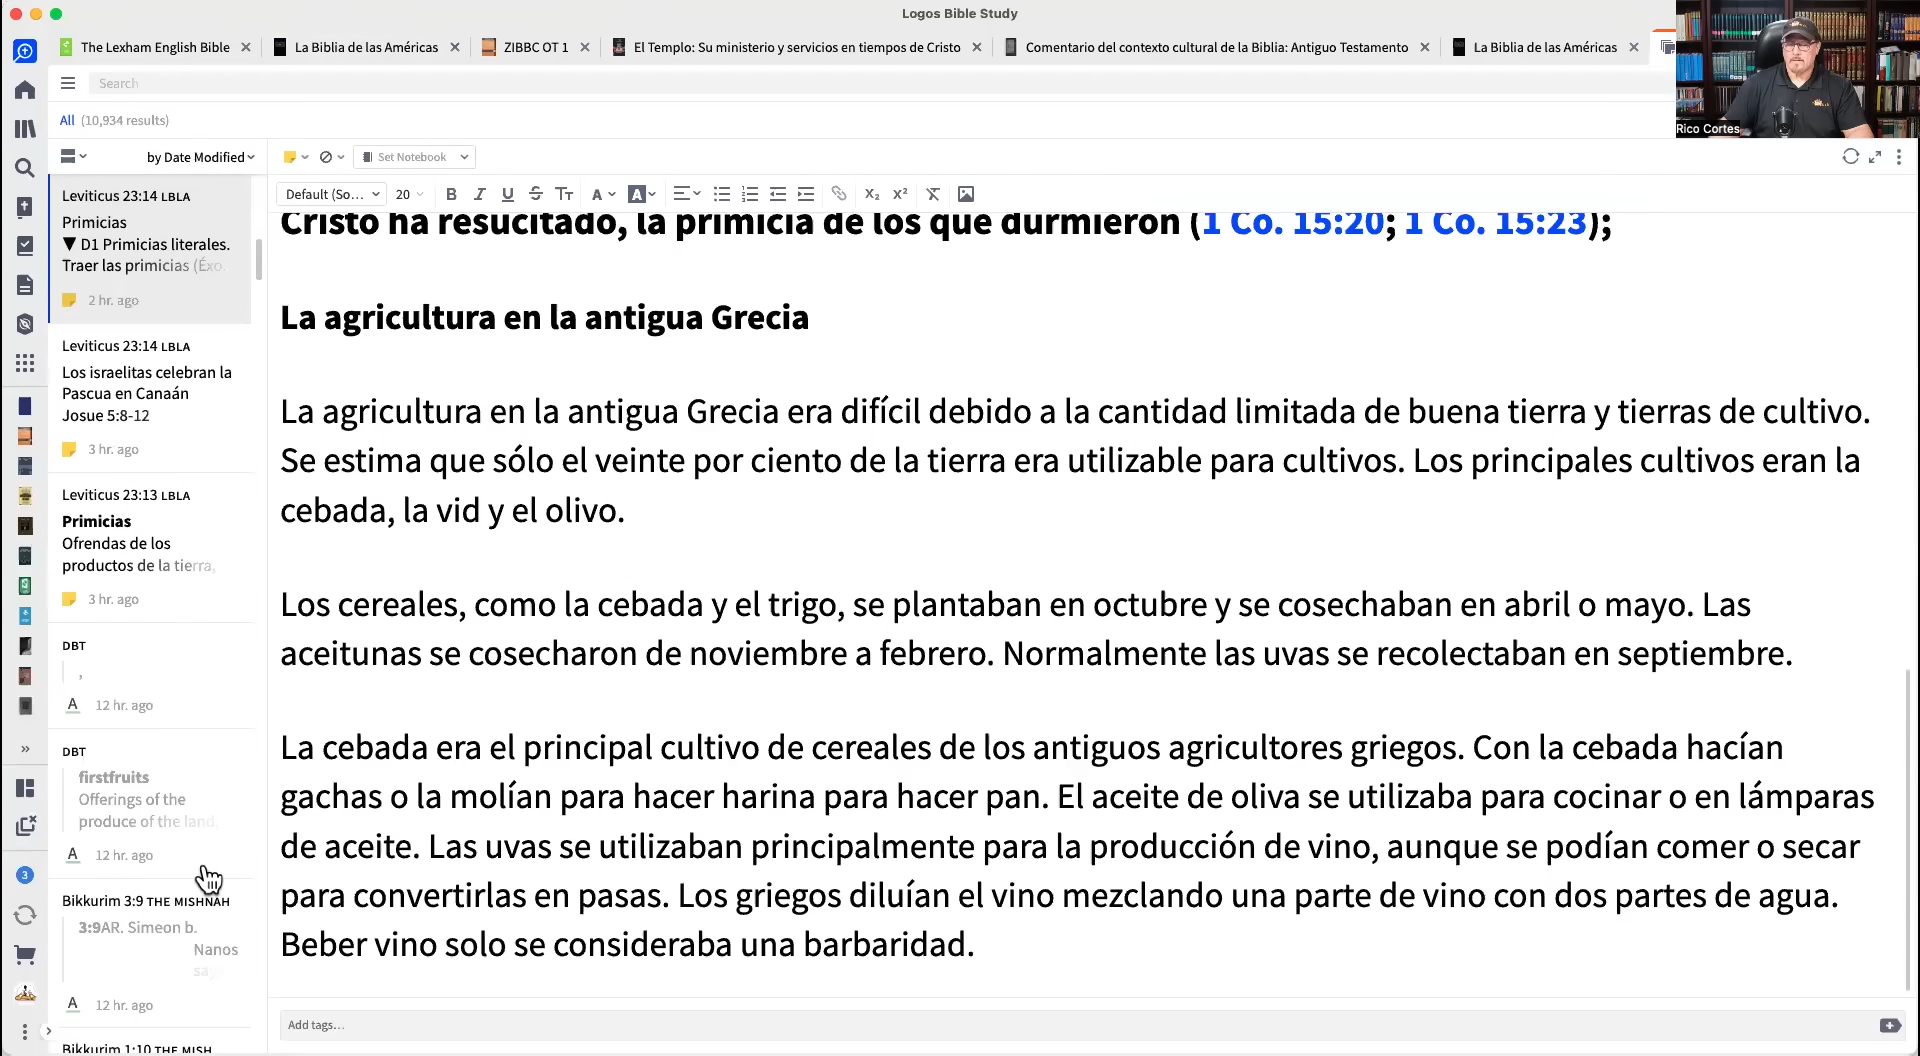 Logos Bible Study
The Lexham English Bible
La Biblia de las Américas
ZIBBC OT 1
El Templo: Su ministerio y servicios en tiempos de Cristo
Comentario del contexto cultural de la Biblia: Antiguo Testamento
La Biblia de las Américas
Search
All (10,934 results)
by Date Modified
Set Notebook
Default (So...
20
Rico Cortes
Leviticus 23:14 LBLA
Primicias
▼ D1 Primicias literales.
Traer las primicias (Éxo.
2 hr. ago
Leviticus 23:14 LBLA
Los israelitas celebran la
Pascua en Canaán
Josue 5:8-12
3 hr. ago
Leviticus 23:13 LBLA
Primicias
Ofrendas de los
productos de la tierra,
3 hr. ago
DBT
,
12 hr. ago
DBT
firstfruits
Offerings of the
produce of the land,
12 hr. ago
3
Bikkurim 3:9 THE MISHNAH
3:9AR. Simeon b.
Nanos
12 hr. ago
Bikkurim 1:10 THE MISH
Cristo ha resucitado, la primicia de los que durmieron (1 Co. 15:20; 1 Co. 15:23);
La agricultura en la antigua Grecia
La agricultura en la antigua Grecia era difícil debido a la cantidad limitada de buena tierra y tierras de cultivo.
Se estima que sólo el veinte por ciento de la tierra era utilizable para cultivos. Los principales cultivos eran la
cebada, la vid y el olivo.
Los cereales, como la cebada y el trigo, se plantaban en octubre y se cosechaban en abril o mayo. Las
aceitunas se cosecharon de noviembre a febrero. Normalmente las uvas se recolectaban en septiembre.
La cebada era el principal cultivo de cereales de los antiguos agricultores griegos. Con la cebada hacían
gachas o la molían para hacer harina para hacer pan. El aceite de oliva se utilizaba para cocinar o en lámparas
de aceite. Las uvas se utilizaban principalmente para la producción de vino, aunque se podían comer o secar
para convertirlas en pasas. Los griegos diluían el vino mezclando una parte de vino con dos partes de agua.
Beber vino solo se consideraba una barbaridad.
Add tags...